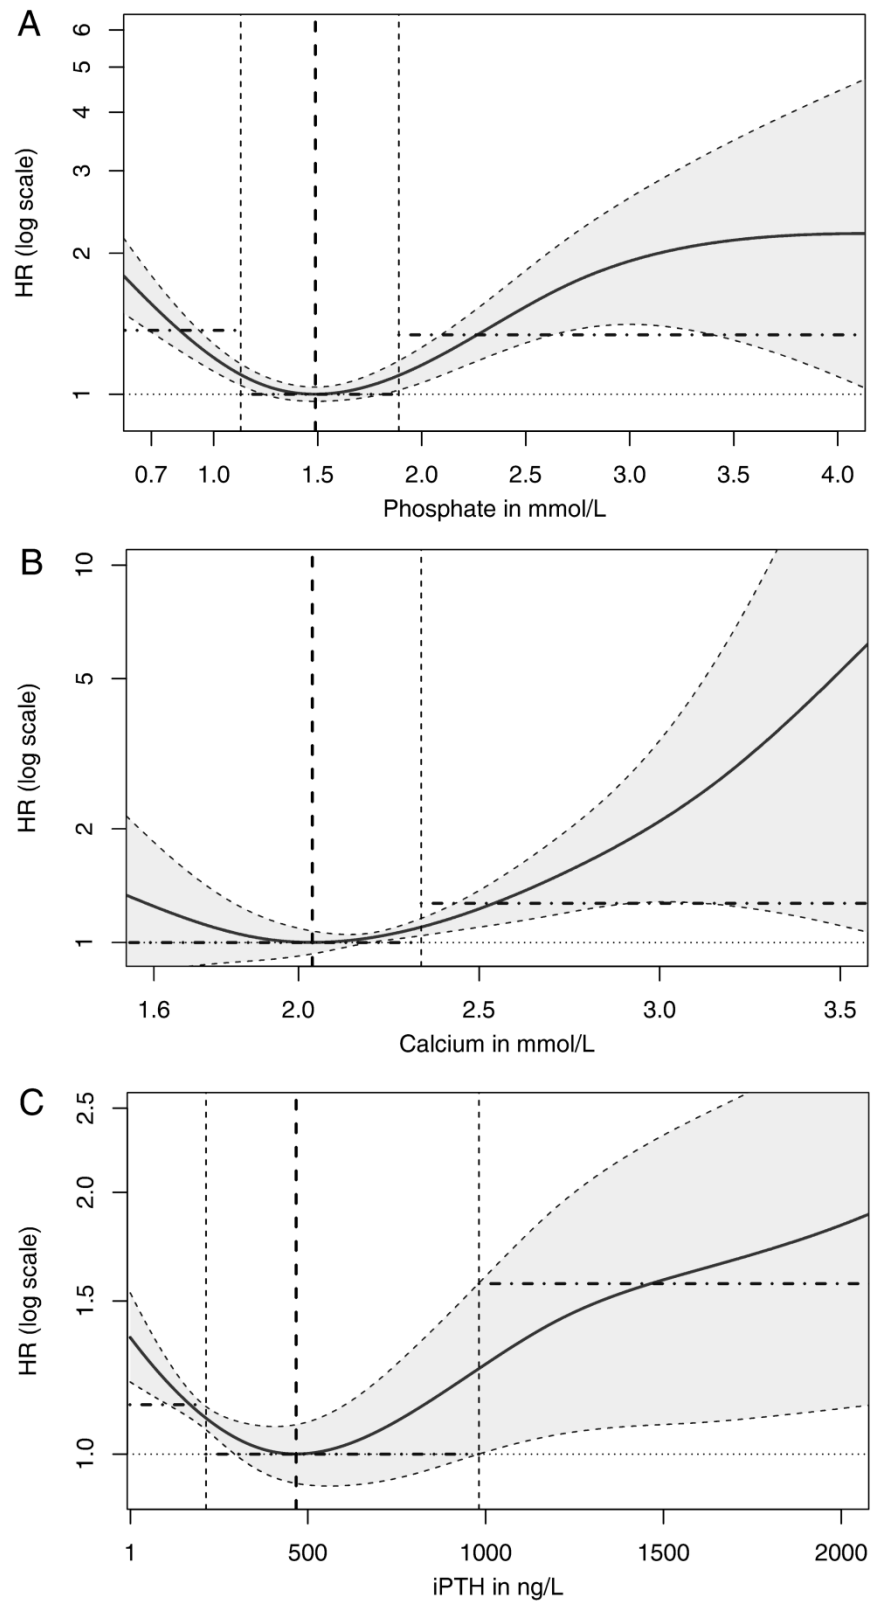 A
HR (log scale)
6
5
4
3
2
1
0.7 1.0 1.5 2.0 2.5 3.0 3.5 4.0
Phosphate in mmol/L
B
HR (log scale)
10
5
2
1
1.6 2.0 2.5 3.0 3.5
Calcium in mmol/L
C
HR (log scale)
2.5
2.0
1.5
1.0
1 500 1000 1500 2000
iPTH in ng/L